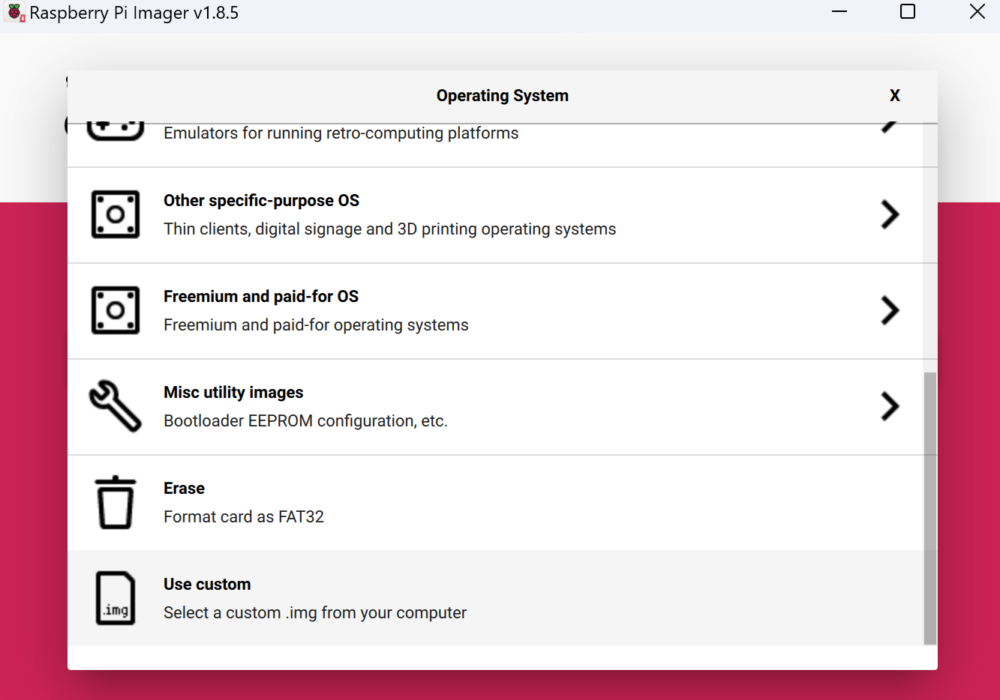 Raspberry Pi Imager v1.8.5
Operating System
X
Emulators for running retro-computing platforms
Other specific-purpose OS
Thin clients, digital signage and 3D printing operating systems
Freemium and paid-for OS
Freemium and paid-for operating systems
Misc utility images
Bootloader EEPROM configuration, etc.
Erase
Format card as FAT32
Use custom
.img
Select a custom .img from your computer